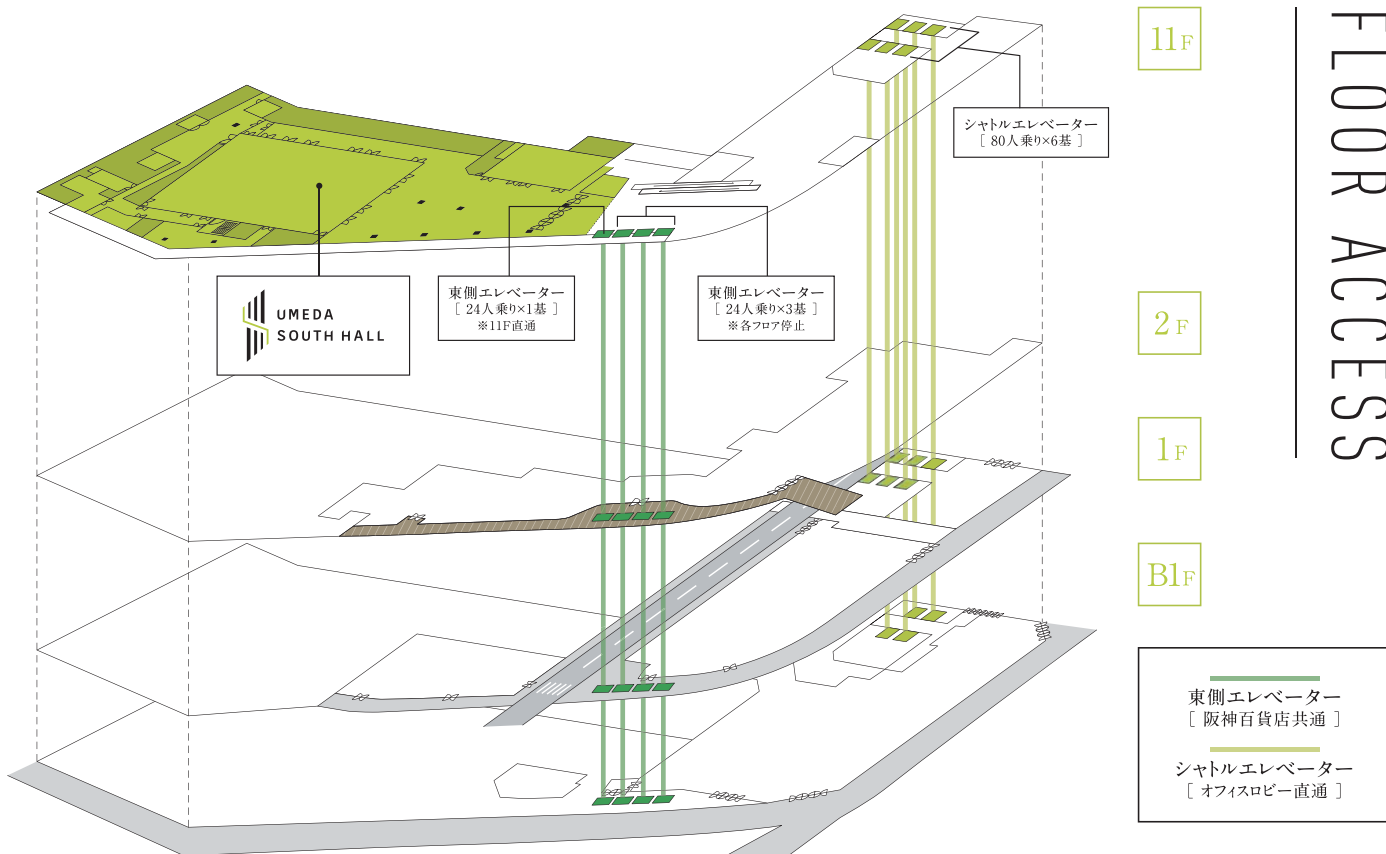 FLOOR ACCESS
11F
シャトルエレベーター
[ 80人乗り×6基 ]
UMEDA
SOUTH HALL
東側エレベーター
[ 24人乗り×1基 ]
※11F直通
東側エレベーター
[ 24人乗り×3基 ]
※各フロア停止
2F
1F
B1F
東側エレベーター
[ 阪神百貨店共通 ]
シャトルエレベーター
[ オフィスロビー直通 ]